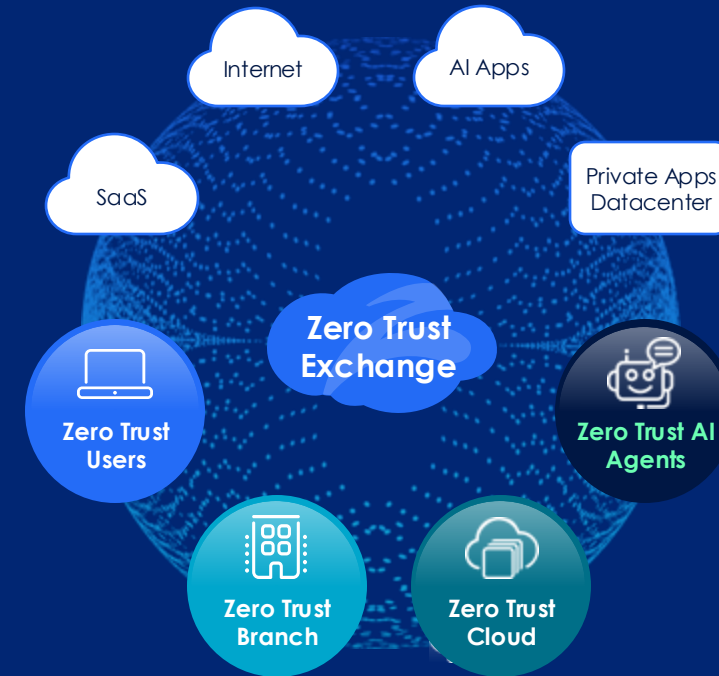 Internet
AI Apps
SaaS
Private Apps
Datacenter
Zero Trust
Exchange
Zero Trust
Users
Zero Trust AI
Agents
Zero Trust
Branch
Zero Trust
Cloud